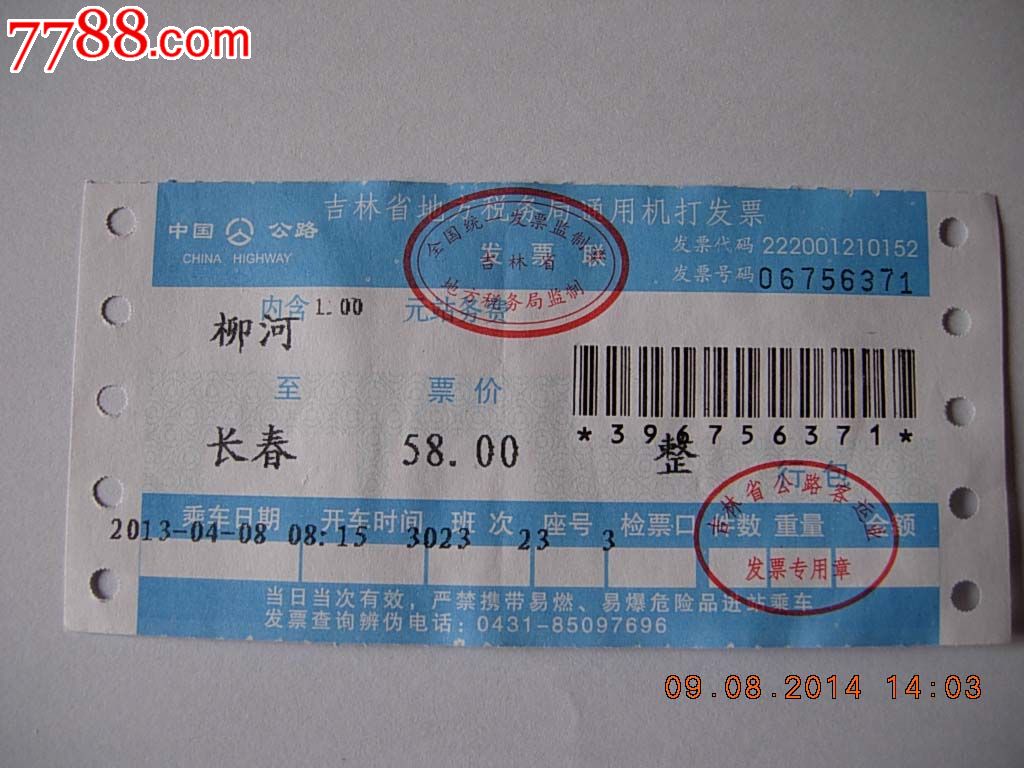 7788.com
吉林省地方税务局通用机打发票
中国 公路
CHINA HIGHWAY
全国统一发票监制章
吉林省
地方税务局监制
发票联
发票代码 222001210152
发票号码 06756371
内含 1.00 元站务费
柳河
至 票价
长春 58.00 整
*396756371*
行包
乘车日期 开车时间 班次 座号 检票口 件数 重量 金额
2013-04-08 08:15 3023 23 3
吉林省公路客运业
发票专用章
当日当次有效，严禁携带易燃、易爆危险品进站乘车
发票查询辨伪电话：0431-85097696
09.08.2014 14:03